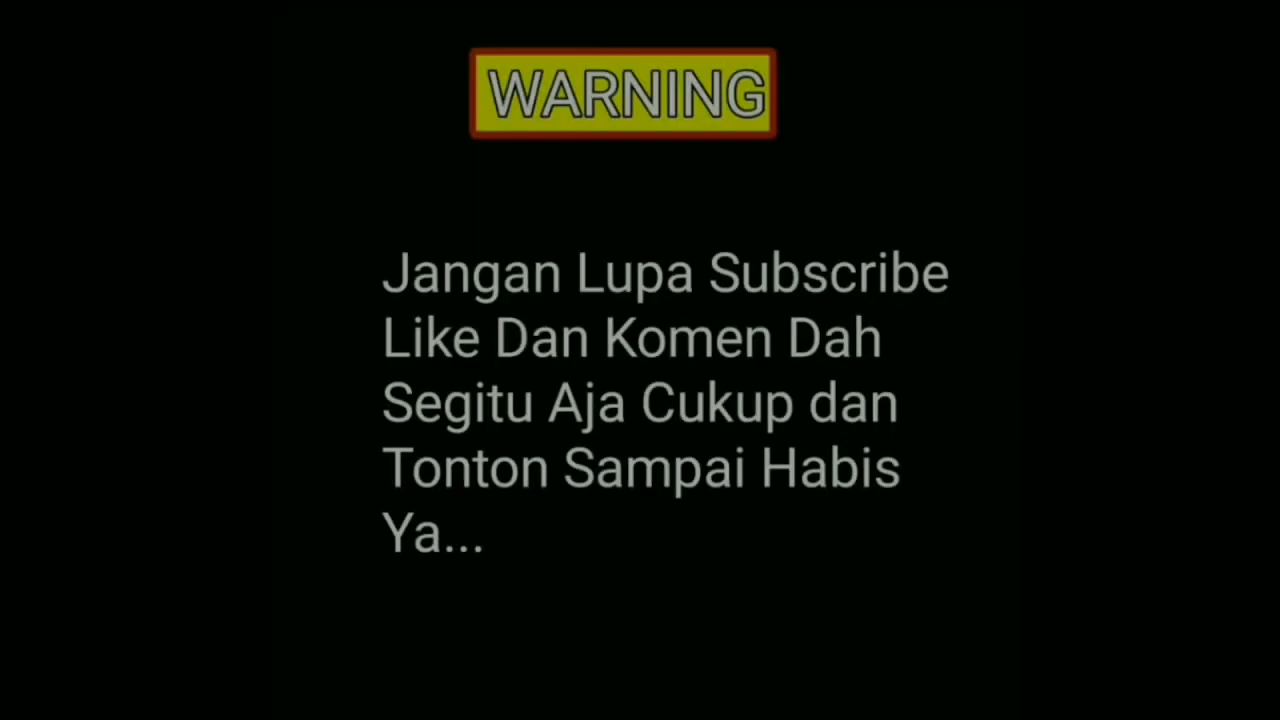 WARNING
Jangan Lupa Subscribe
Like Dan Komen Dah
Segitu Aja Cukup dan
Tonton Sampai Habis
Ya...